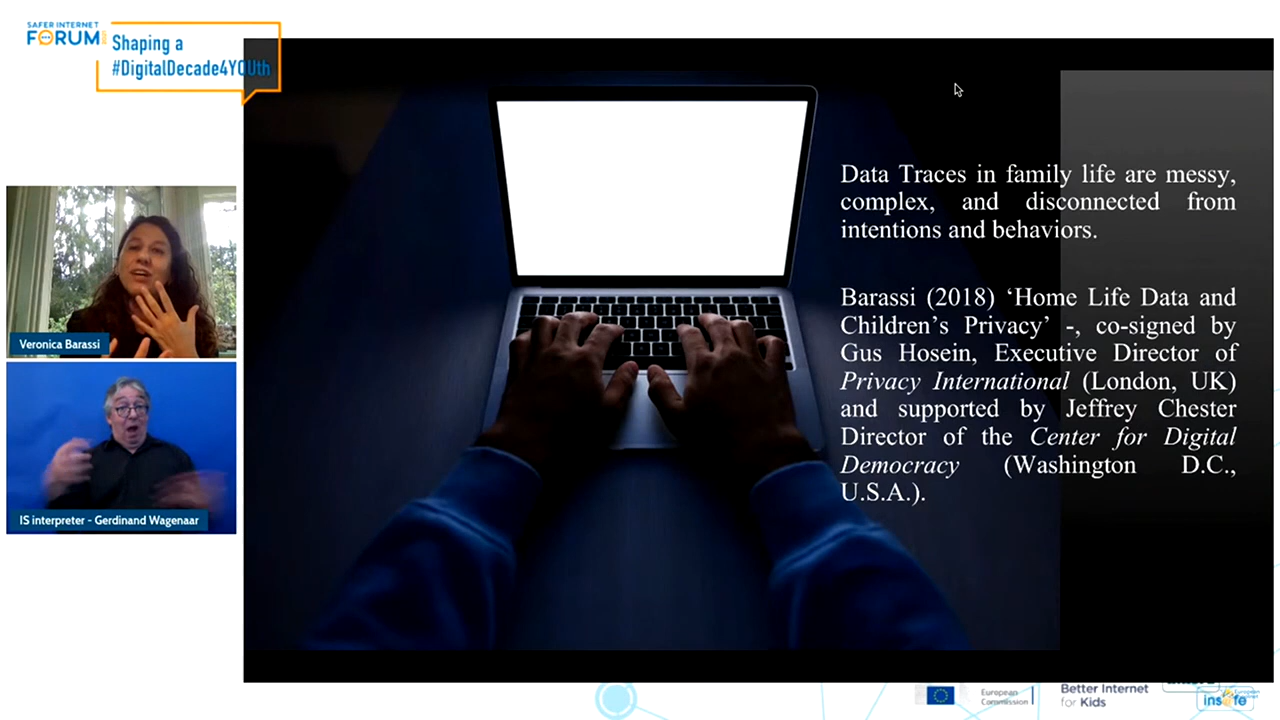 SAFER INTERNET
FORUM
Shaping a
#DigitalDecade4YOUth
Data Traces in family life are messy,
complex, and disconnected from
intentions and behaviors.
Barassi (2018) ‘Home Life Data and
Children’s Privacy’ -, co-signed by
Gus Hosein, Executive Director of
Privacy International (London, UK)
and supported by Jeffrey Chester
Director of the Center for Digital
Democracy (Washington D.C.,
U.S.A.).
Veronica Barassi
IS interpreter - Gerdinand Wagenaar
European
Commission
Better Internet
for Kids
insafe